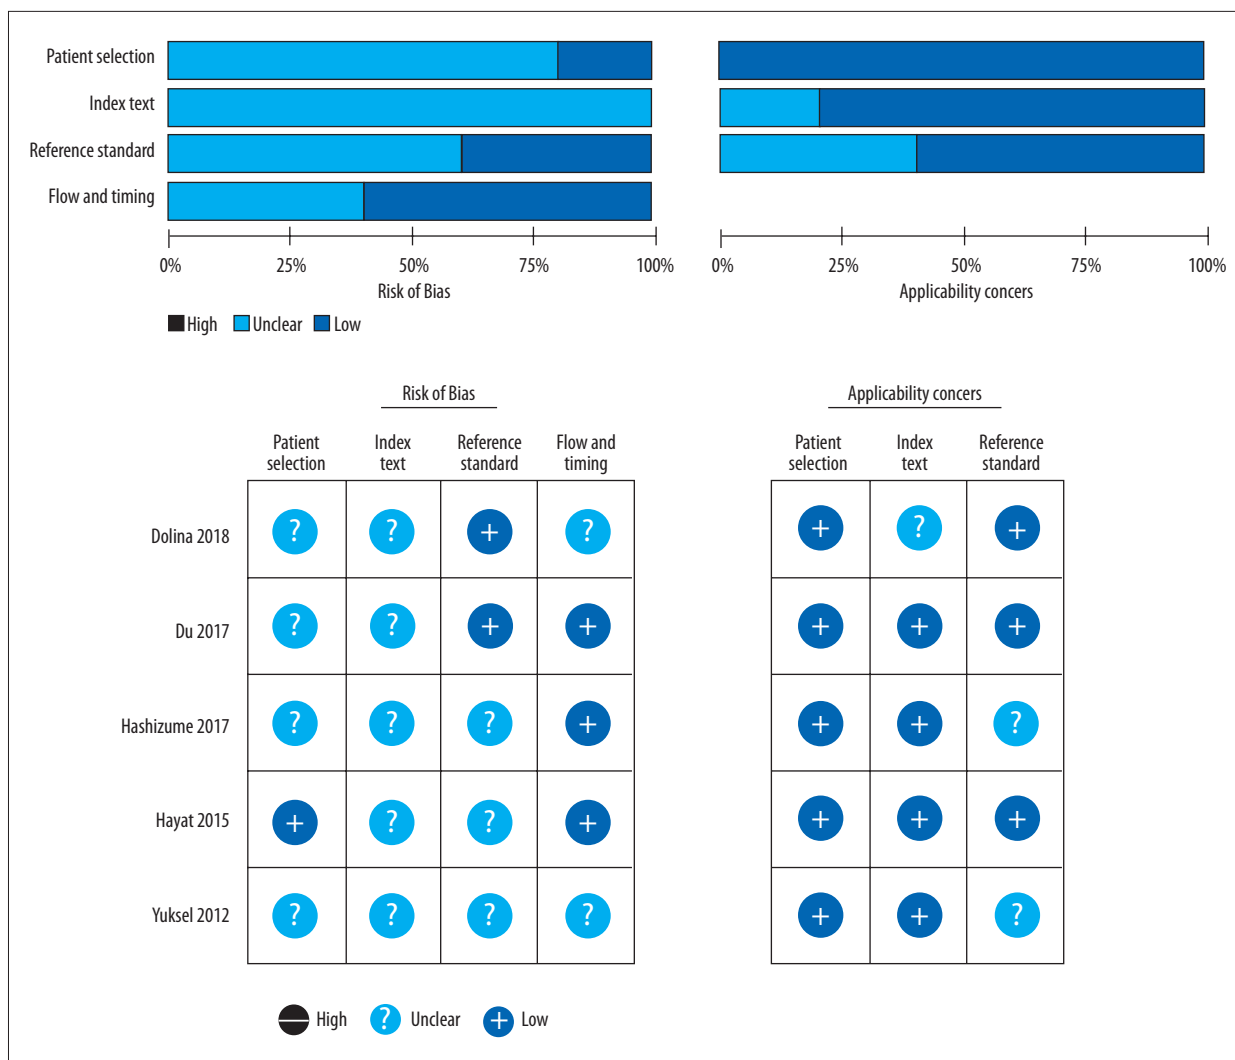 Patient selection
Index text
Reference standard
Flow and timing
0% 25% 50% 75% 100%
Risk of Bias
0% 25% 50% 75% 100%
Applicability concers
High Unclear Low
Risk of Bias
Applicability concers
Patient selection
Index text
Reference standard
Flow and timing
Patient selection
Index text
Reference standard
Dolina 2018
? ? + ? + ? +
Du 2017
? ? + + + + +
Hashizume 2017
? ? ? + + + ?
Hayat 2015
+ ? ? + + + +
Yuksel 2012
? ? ? ? + + ?
High ? Unclear + Low